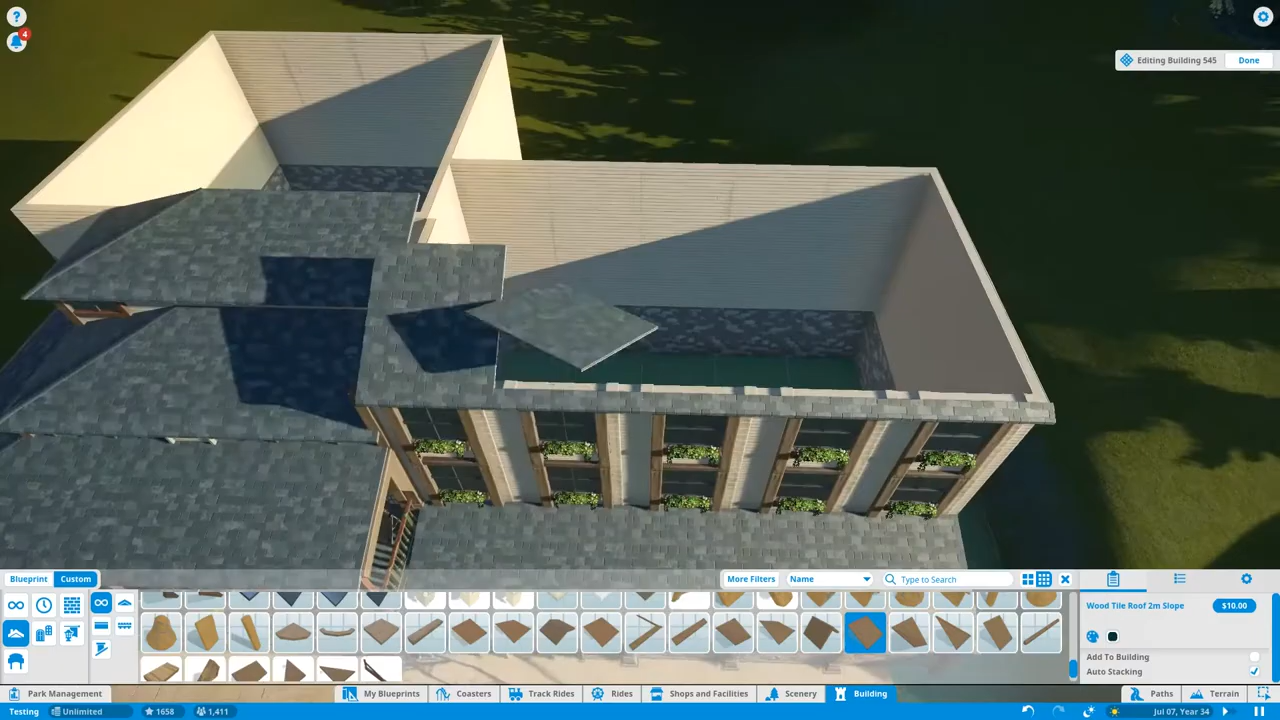 ?
4
Editing Building 545
Done
Blueprint
Custom
More Filters
Name
Type to Search
Wood Tile Roof 2m Slope
$10.00
Add To Building
Auto Stacking
Park Management
My Blueprints
Coasters
Track Rides
Rides
Shops and Facilities
Scenery
Building
Paths
Terrain
Testing
Unlimited
1658
1,411
Jul 07, Year 34